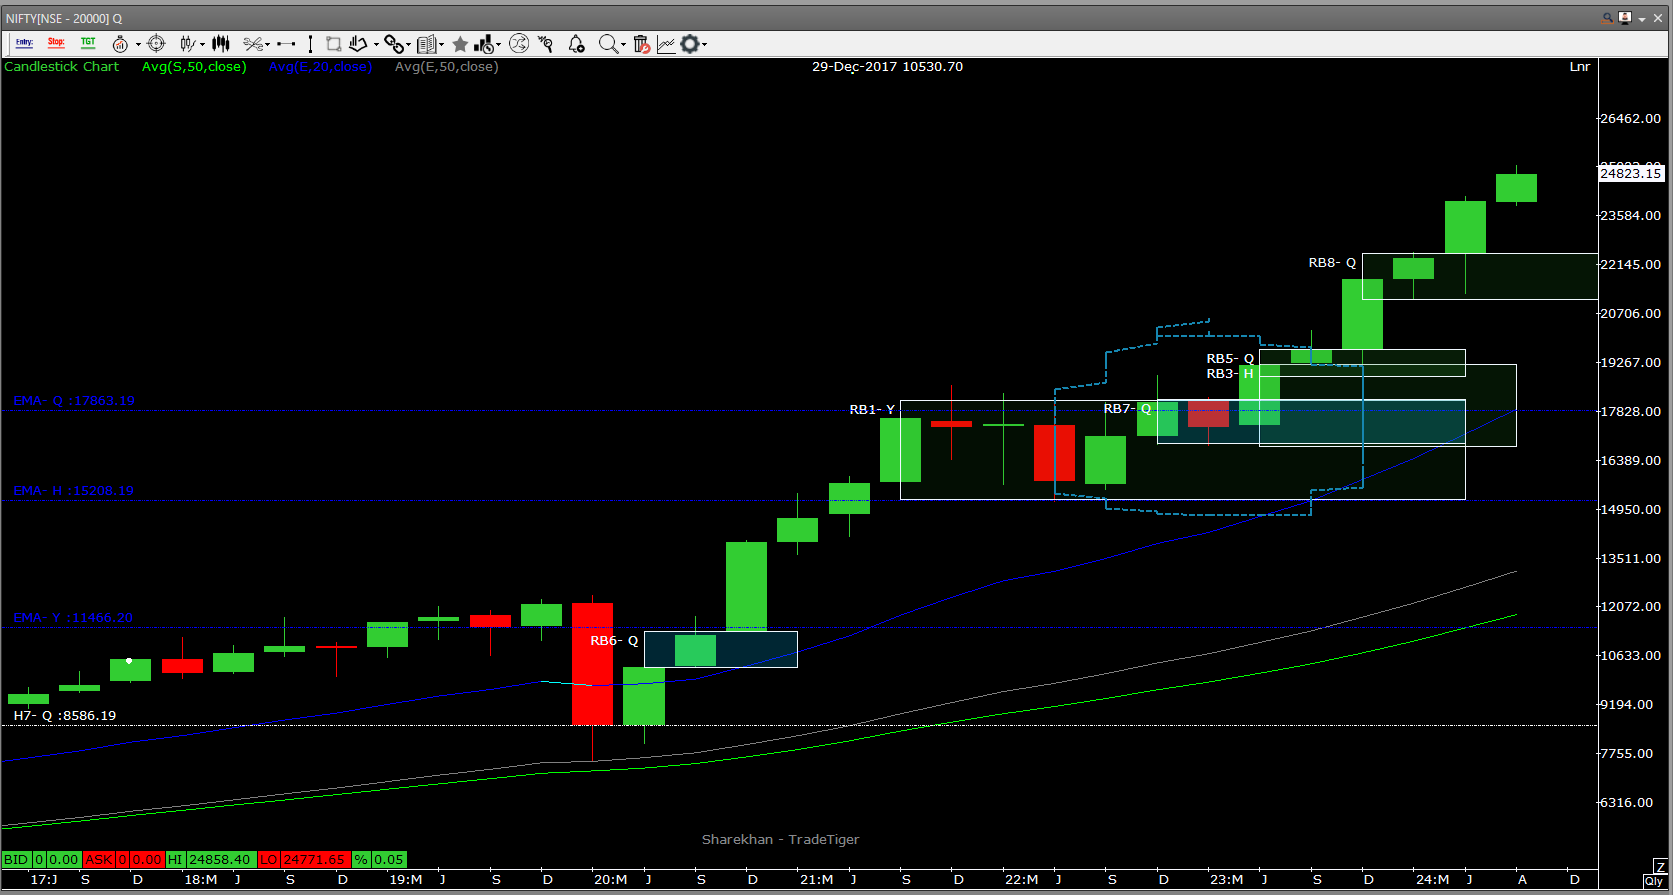 NIFTY[NSE - 20000] Q
Entry: Stop: TGT
Candlestick Chart Avg(S,50,close) Avg(E,20,close) Avg(E,50,close) 29-Dec-2017 10530.70 Lnr
26462.00
24823.15
23584.00
RB8- Q
22145.00
20706.00
RB5- Q
19267.00
RB3- H
EMA- Q :17863.19
RB1- Y
RB7- Q
17828.00
16389.00
EMA- H :15208.19
14950.00
13511.00
12072.00
EMA- Y :11466.20
RB6- Q
10633.00
9194.00
H7- Q :8586.19
7755.00
6316.00
Sharekhan - TradeTiger
BID 0 0.00 ASK 0 0.00 HI 24858.40 LO 24771.65 % 0.05
Z
17:J S D 18:M J S D 19:M J S D 20:M J S D 21:M J S D 22:M J S D 23:M J S D 24:M J A D
Qly